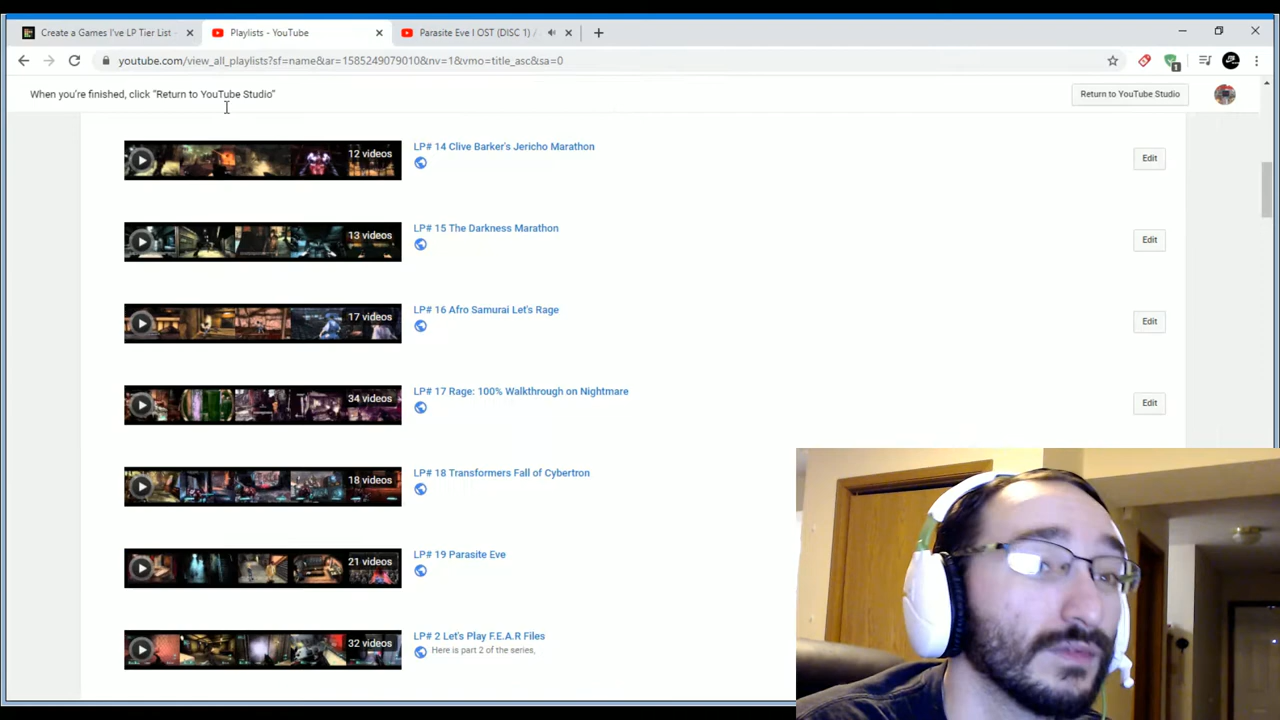 Create a Games I've LP Tier List
Playlists - YouTube
Parasite Eve I OST (DISC 1) /
youtube.com/view_all_playlists?sf=name&ar=1585249079010&nv=1&vmo=title_asc&sa=0
1
When you're finished, click "Return to YouTube Studio"
Return to YouTube Studio
12 videos
LP# 14 Clive Barker's Jericho Marathon
Edit
13 videos
LP# 15 The Darkness Marathon
Edit
17 videos
LP# 16 Afro Samurai Let's Rage
Edit
34 videos
LP# 17 Rage: 100% Walkthrough on Nightmare
Edit
18 videos
LP# 18 Transformers Fall of Cybertron
21 videos
LP# 19 Parasite Eve
32 videos
LP# 2 Let's Play F.E.A.R Files
Here is part 2 of the series,